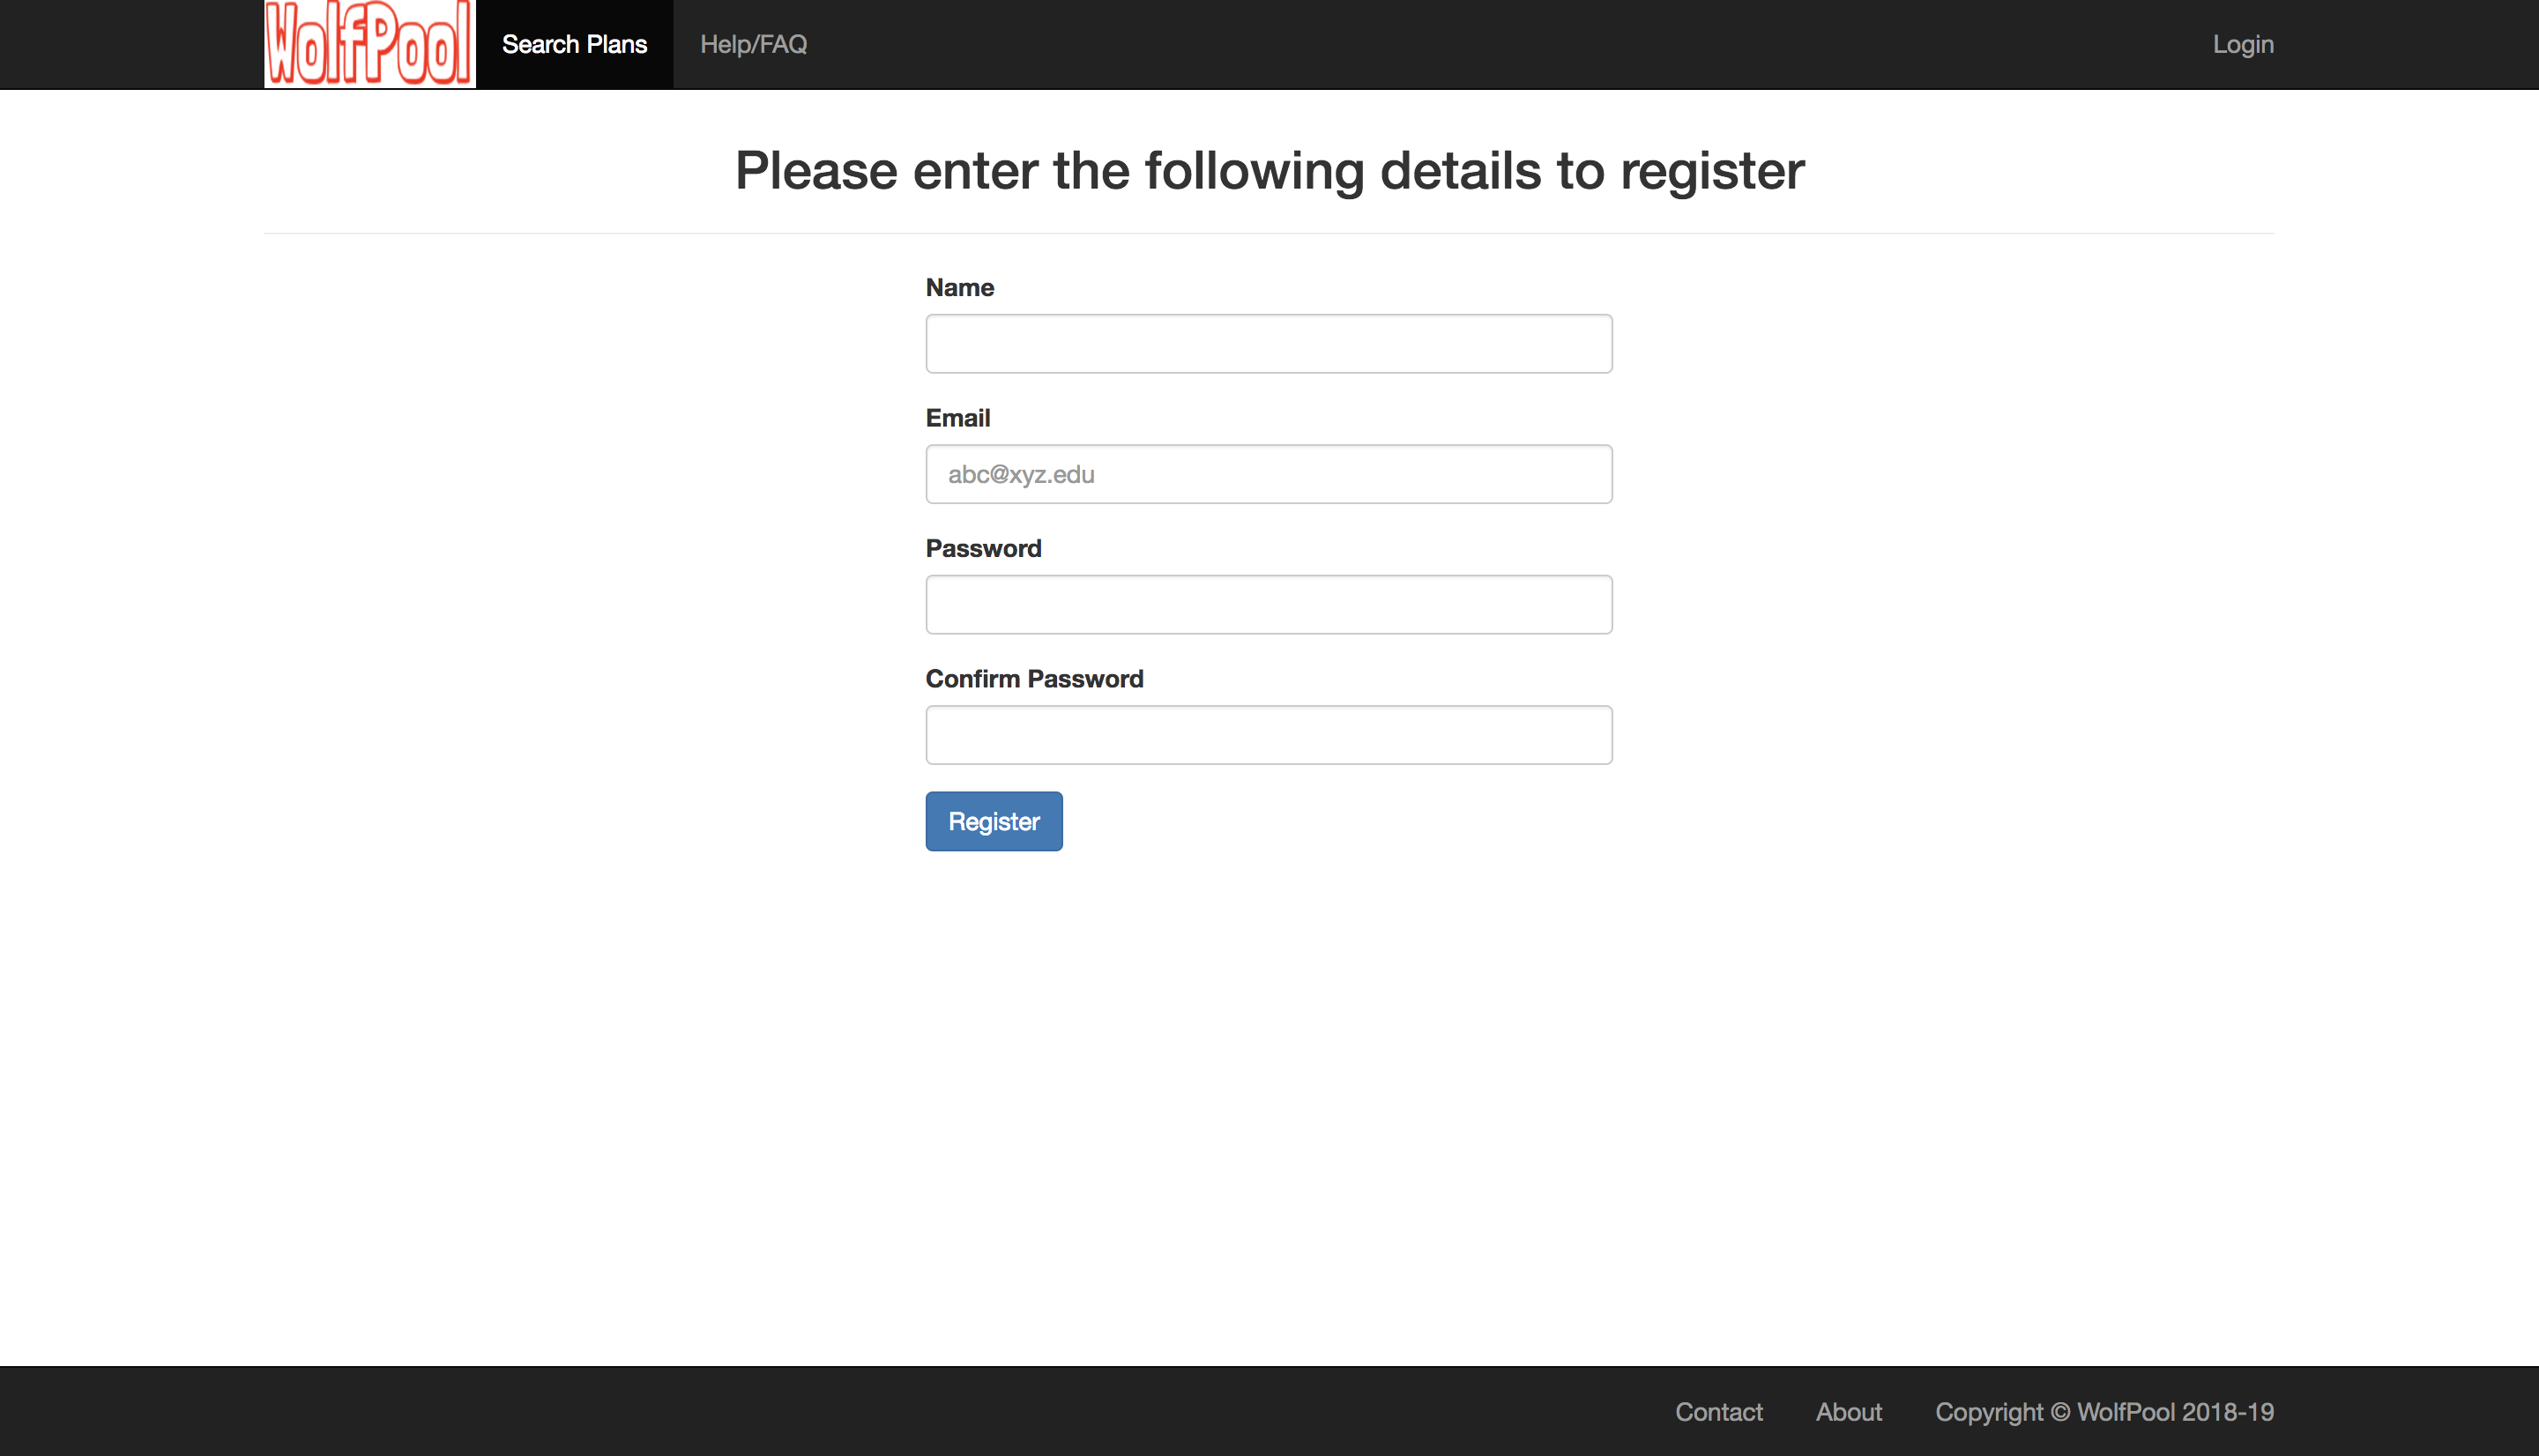 WolfPool Search Plans Help/FAQ Login
Please enter the following details to register
Name
Email
abc@xyz.edu
Password
Confirm Password
Register
Contact About Copyright © WolfPool 2018-19